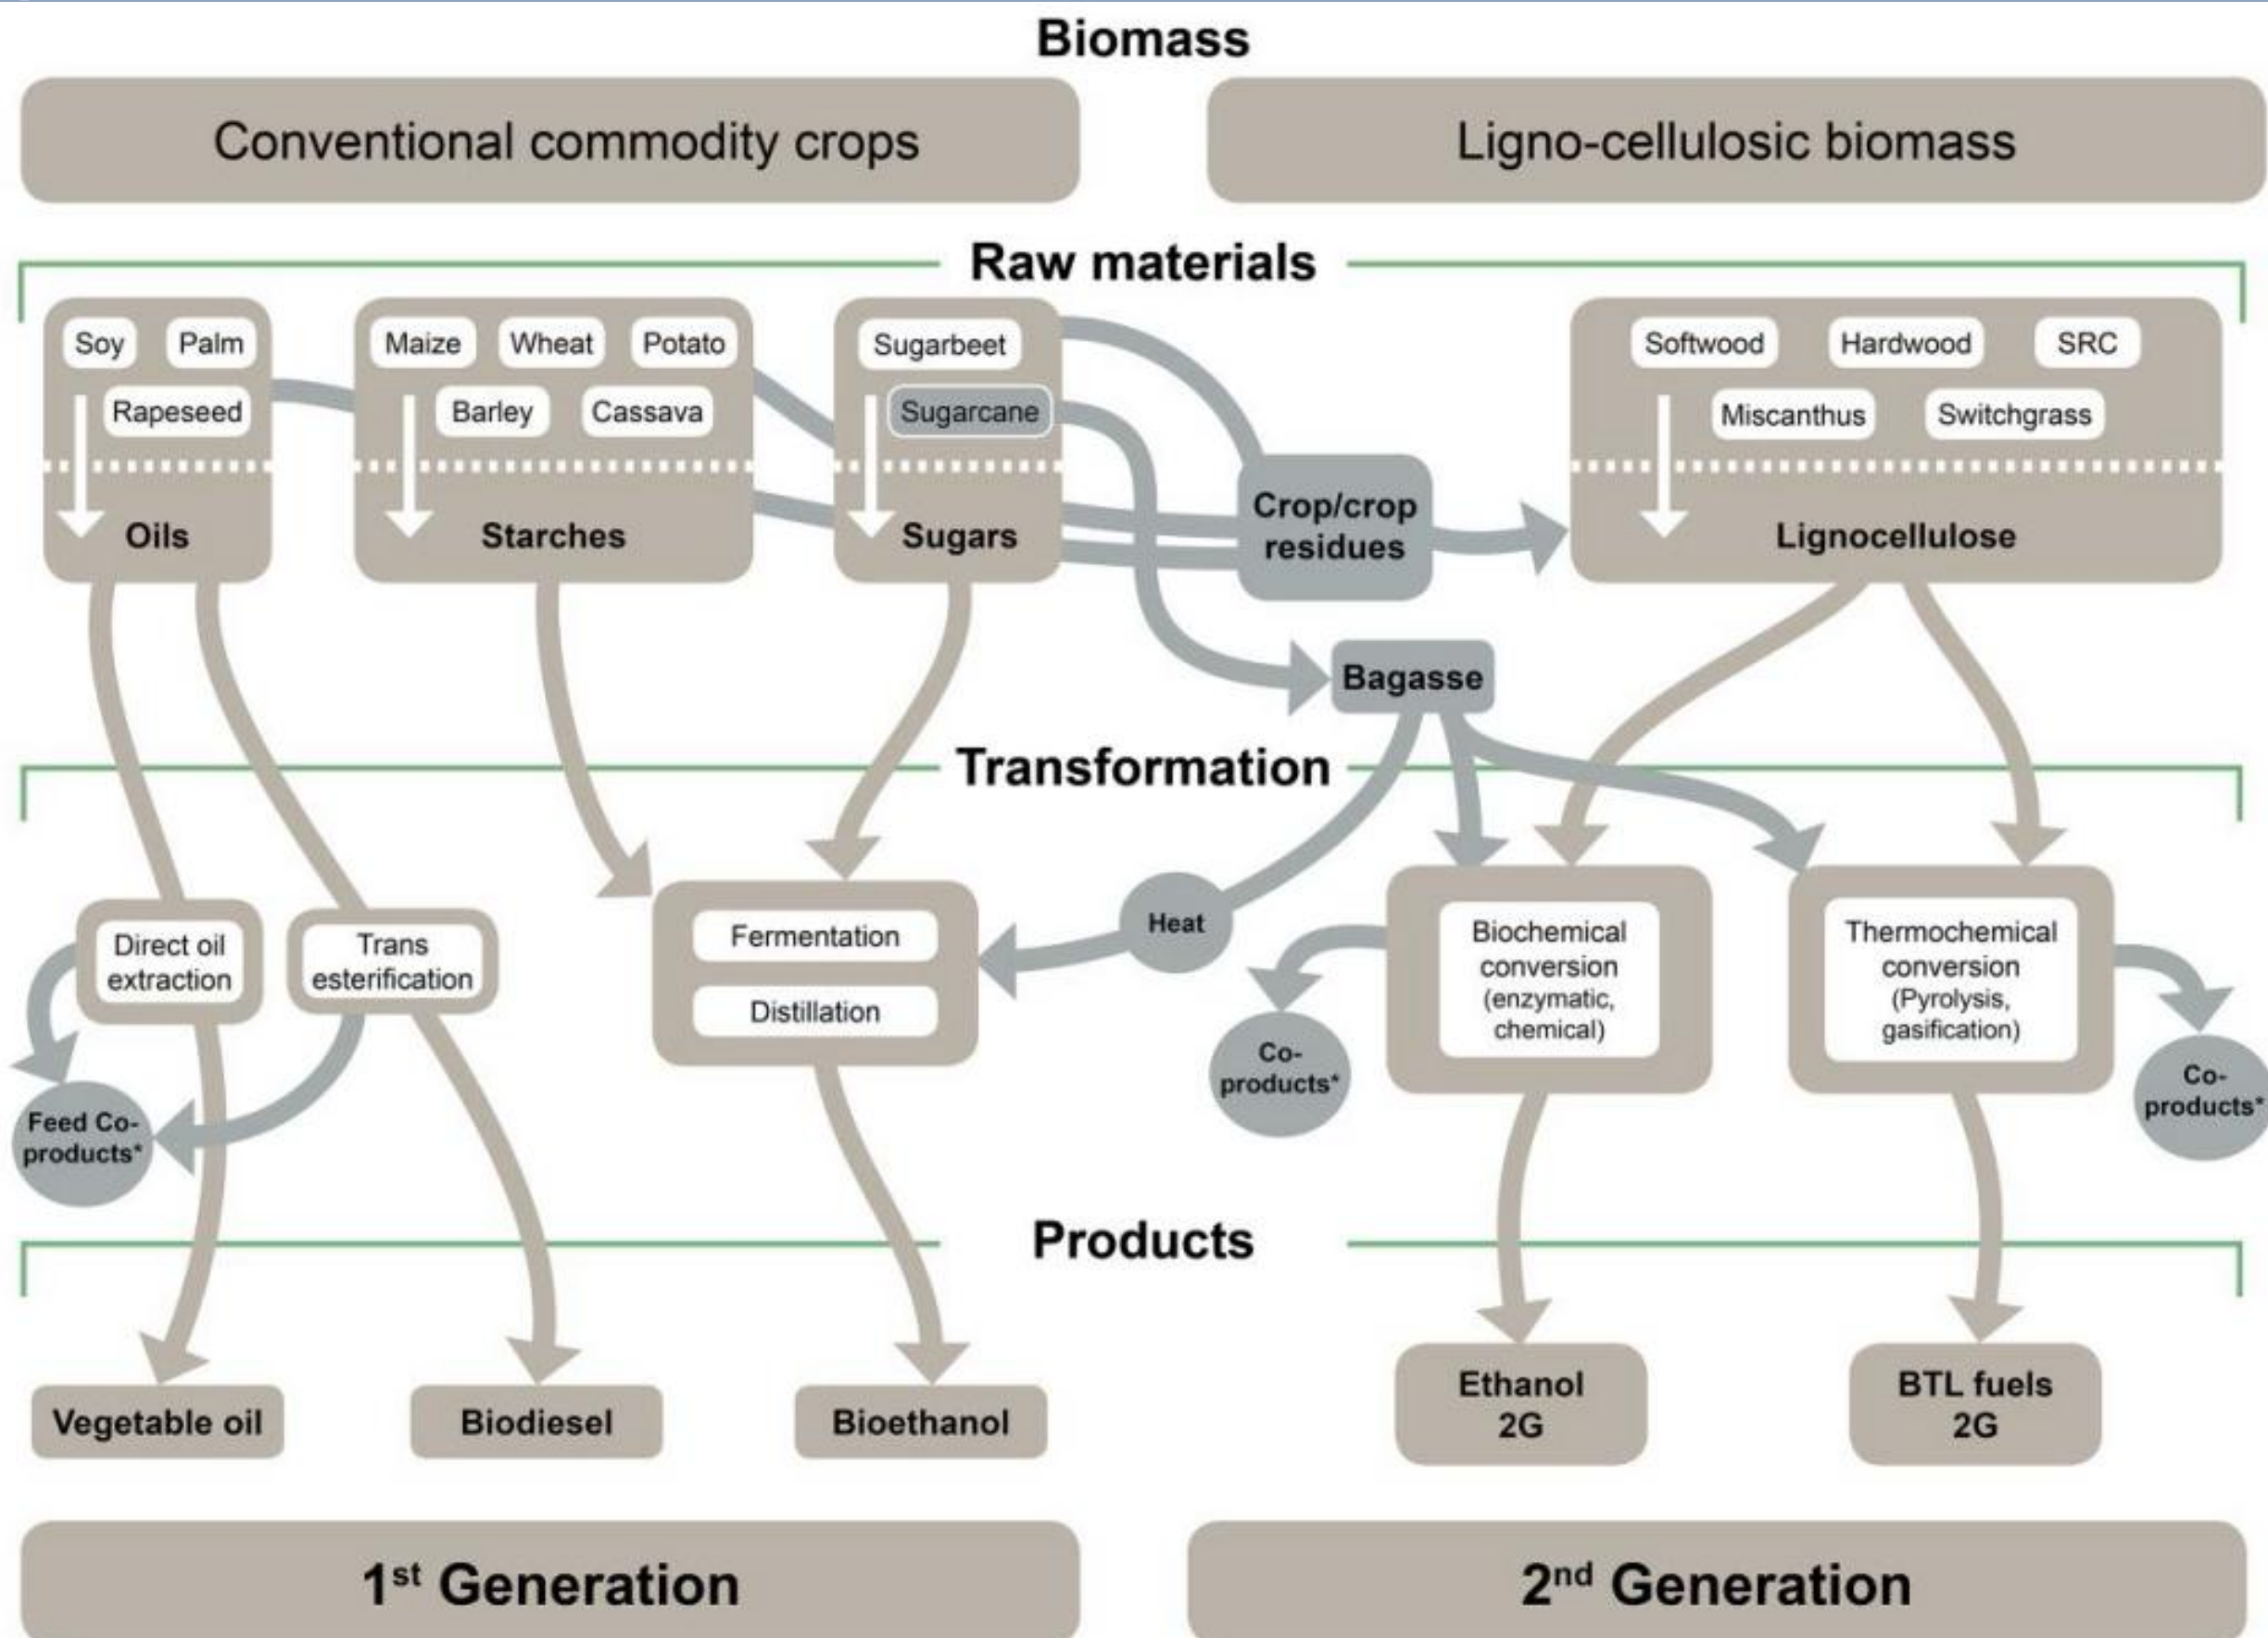 Biomass
Conventional commodity crops
Ligno-cellulosic biomass
Raw materials
Soy
Palm
Rapeseed
Oils
Maize
Wheat
Potato
Barley
Cassava
Starches
Sugarbeet
Sugarcane
Sugars
Crop/crop
residues
Softwood
Hardwood
SRC
Miscanthus
Switchgrass
Lignocellulose
Bagasse
Transformation
Direct oil
extraction
Trans
esterification
Fermentation
Distillation
Heat
Biochemical
conversion
(enzymatic,
chemical)
Thermochemical
conversion
(Pyrolysis,
gasification)
Feed Co-
products*
Co-
products*
Co-
products*
Products
Vegetable oil
Biodiesel
Bioethanol
Ethanol
2G
BTL fuels
2G
1st Generation
2nd Generation